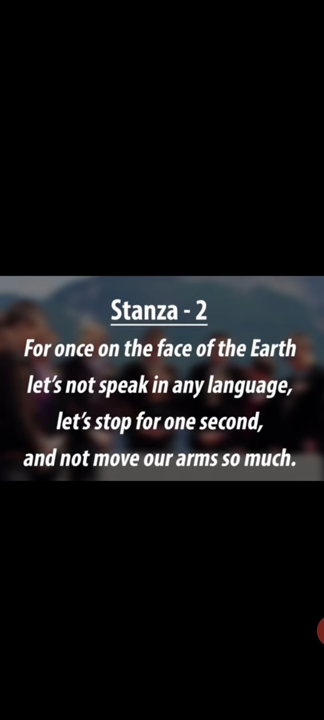 Stanza - 2
For once on the face of the Earth
let's not speak in any language,
let's stop for one second,
and not move our arms so much.